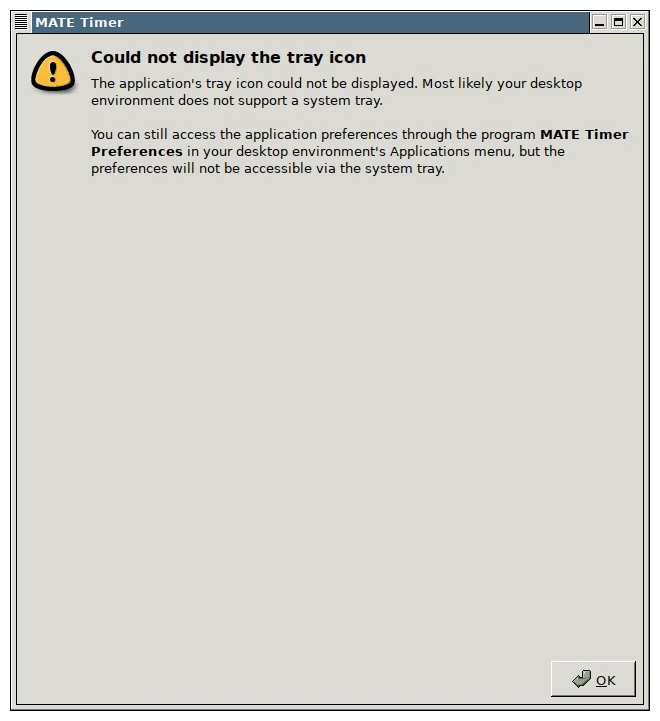 MATE Timer
Could not display the tray icon
The application's tray icon could not be displayed. Most likely your desktop
environment does not support a system tray.
You can still access the application preferences through the program MATE Timer
Preferences in your desktop environment's Applications menu, but the
preferences will not be accessible via the system tray.
OK